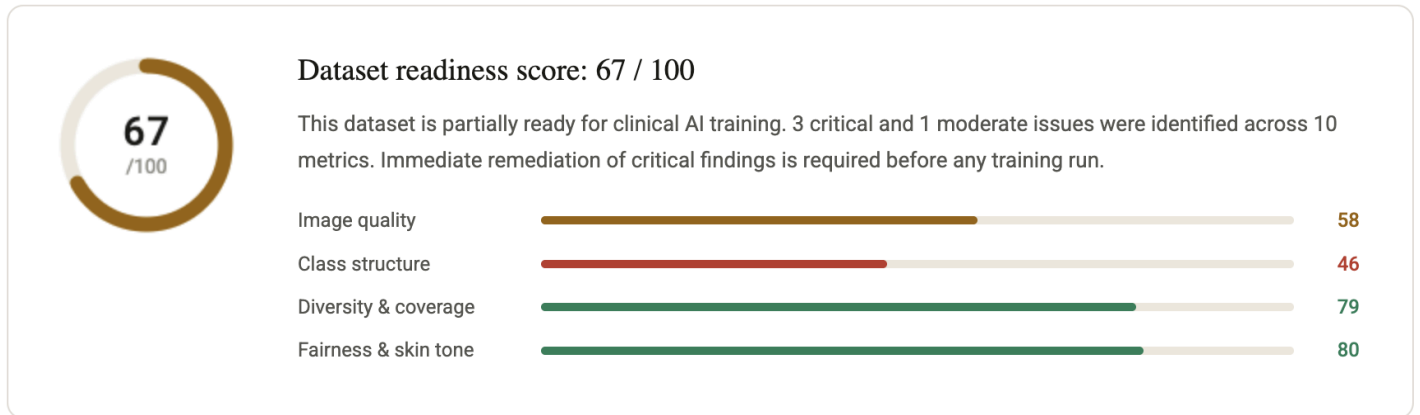 67
/100
Dataset readiness score: 67 / 100
This dataset is partially ready for clinical AI training. 3 critical and 1 moderate issues were identified across 10
metrics. Immediate remediation of critical findings is required before any training run.
Image quality 58
Class structure 46
Diversity & coverage 79
Fairness & skin tone 80